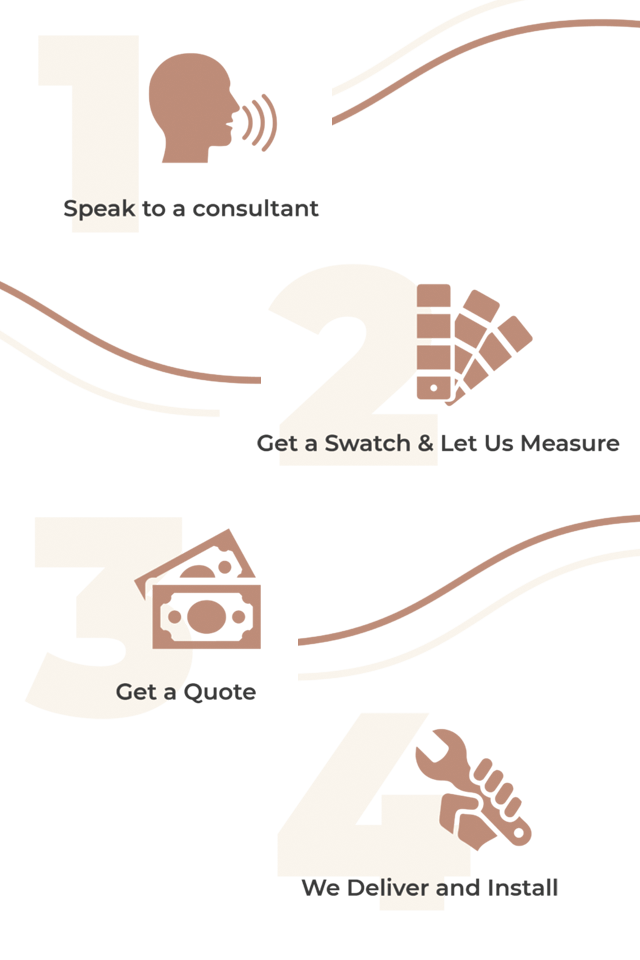 1
Speak to a consultant
2
Get a Swatch & Let Us Measure
3
Get a Quote
4
We Deliver and Install